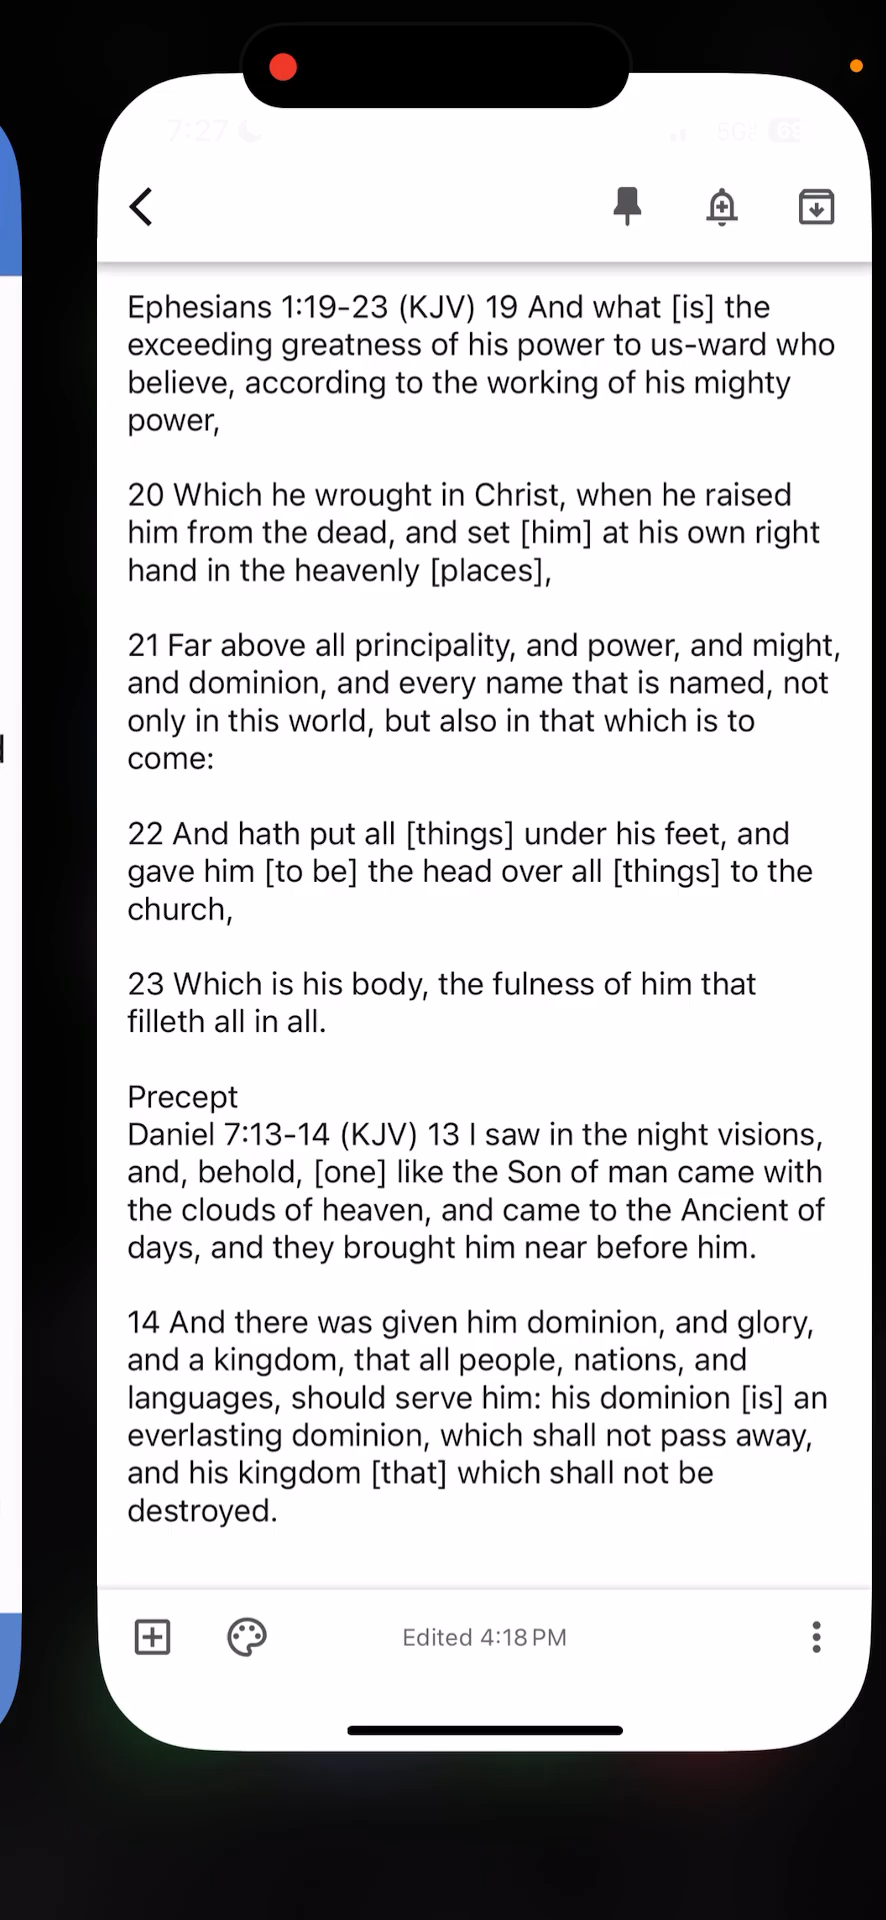 7:27
5G 69
Ephesians 1:19-23 (KJV) 19 And what [is] the
exceeding greatness of his power to us-ward who
believe, according to the working of his mighty
power,
20 Which he wrought in Christ, when he raised
him from the dead, and set [him] at his own right
hand in the heavenly [places],
21 Far above all principality, and power, and might,
and dominion, and every name that is named, not
only in this world, but also in that which is to
come:
22 And hath put all [things] under his feet, and
gave him [to be] the head over all [things] to the
church,
23 Which is his body, the fulness of him that
filleth all in all.
Precept
Daniel 7:13-14 (KJV) 13 I saw in the night visions,
and, behold, [one] like the Son of man came with
the clouds of heaven, and came to the Ancient of
days, and they brought him near before him.
14 And there was given him dominion, and glory,
and a kingdom, that all people, nations, and
languages, should serve him: his dominion [is] an
everlasting dominion, which shall not pass away,
and his kingdom [that] which shall not be
destroyed.
Edited 4:18 PM